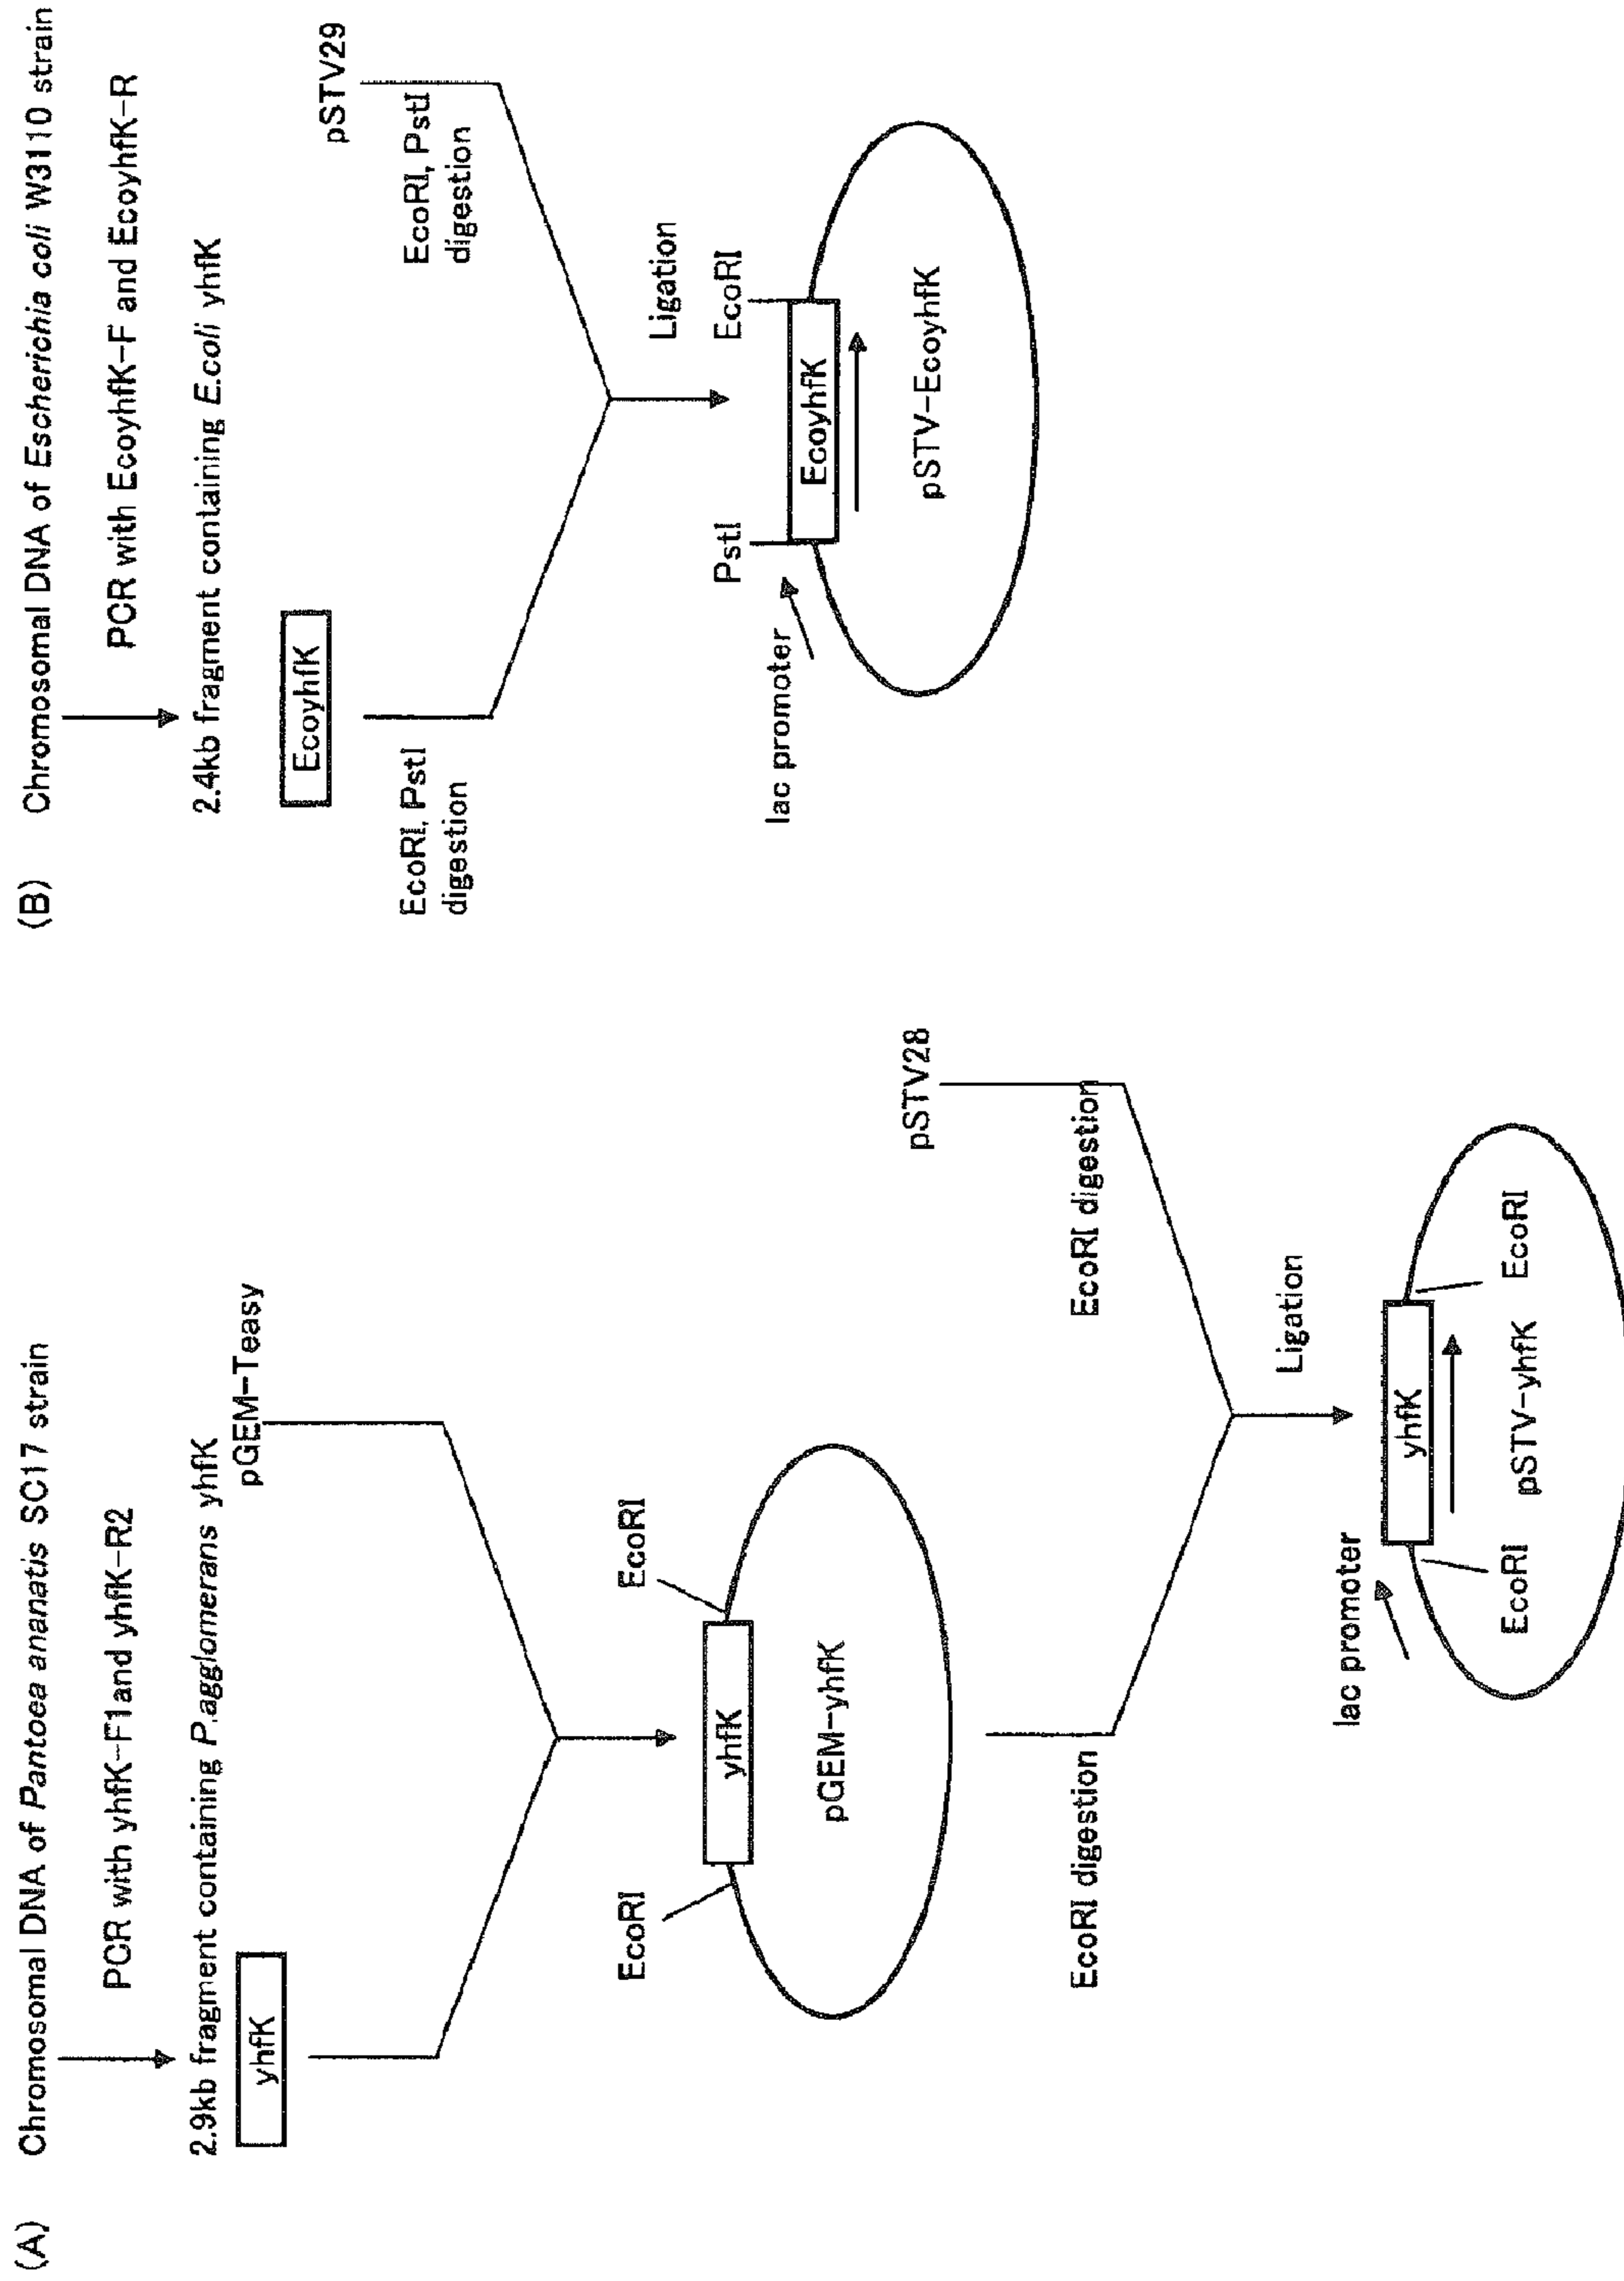 (A) Chromosomal DNA of Pantoea ananatis SC17 strain
PCR with yhfK-F1and yhfK-R2
2.9kb fragment containing P.agglomerans yhfK
yhfK
pGEM-Teasy
EcoRI
EcoRI
yhfK
pGEM-yhfK
pSTV28
EcoRI digestion
EcoRI digestion
Ligation
lac promoter
yhfK
EcoRI
pSTV-yhfK
EcoRI
(B) Chromosomal DNA of Escherichia coli W3110 strain
PCR with EcoyhfK-F and EcoyhfK-R
2.4kb fragment containing E.coli yhfK
EcoyhfK
pSTV29
EcoRI, PstI
digestion
EcoRI, PstI
digestion
Ligation
PstI
EcoRI
lac promoter
EcoyhfK
pSTV-EcoyhfK